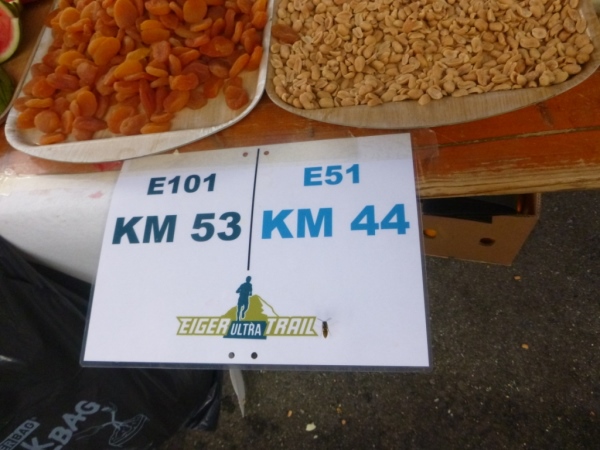 E101
KM 53
E51
KM 44
EIGER ULTRA TRAIL
BAG